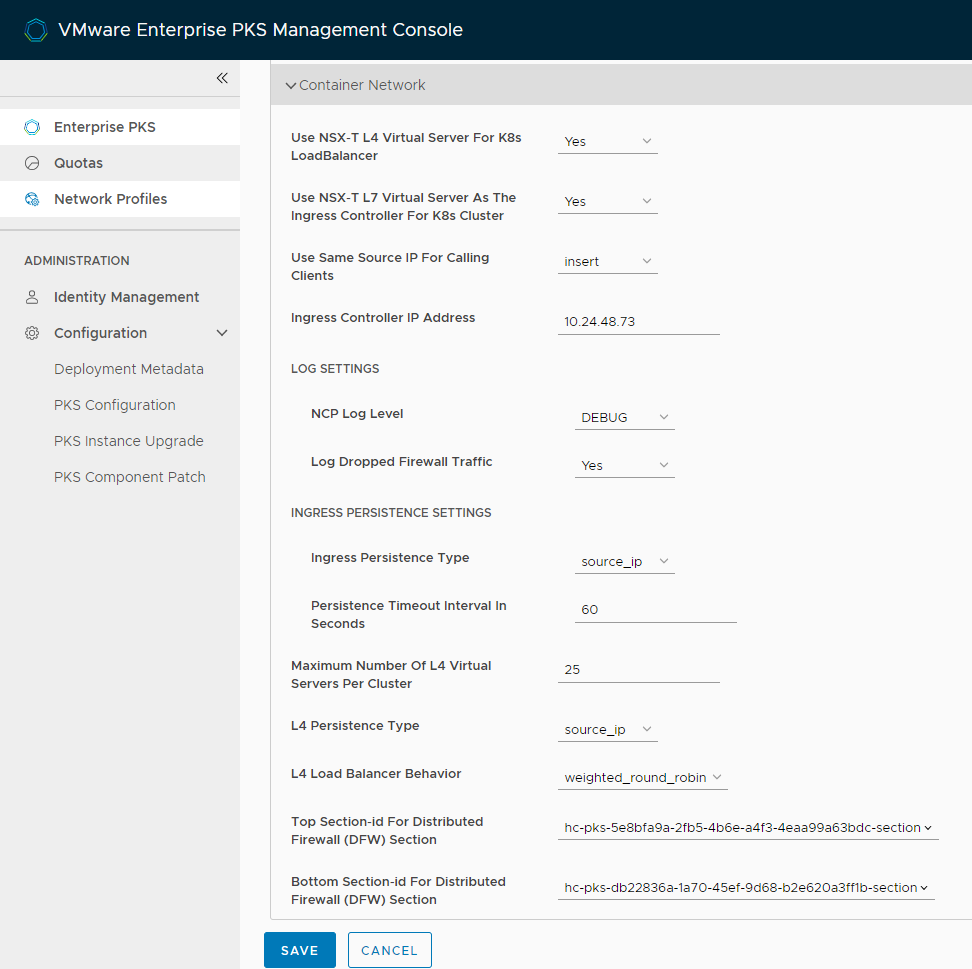 VMware Enterprise PKS Management Console
Enterprise PKS
Quotas
Network Profiles
ADMINISTRATION
Identity Management
Configuration
Deployment Metadata
PKS Configuration
PKS Instance Upgrade
PKS Component Patch
Container Network
Use NSX-T L4 Virtual Server For K8s
LoadBalancer
Yes
Use NSX-T L7 Virtual Server As The
Ingress Controller For K8s Cluster
Yes
Use Same Source IP For Calling
Clients
insert
Ingress Controller IP Address
10.24.48.73
LOG SETTINGS
NCP Log Level
DEBUG
Log Dropped Firewall Traffic
Yes
INGRESS PERSISTENCE SETTINGS
Ingress Persistence Type
source_ip
Persistence Timeout Interval In
Seconds
60
Maximum Number Of L4 Virtual
Servers Per Cluster
25
L4 Persistence Type
source_ip
L4 Load Balancer Behavior
weighted_round_robin
Top Section-id For Distributed
Firewall (DFW) Section
hc-pks-5e8bfa9a-2fb5-4b6e-a4f3-4eaa99a63bdc-section
Bottom Section-id For Distributed
Firewall (DFW) Section
hc-pks-db22836a-1a70-45ef-9d68-b2e620a3ff1b-section
SAVE
CANCEL